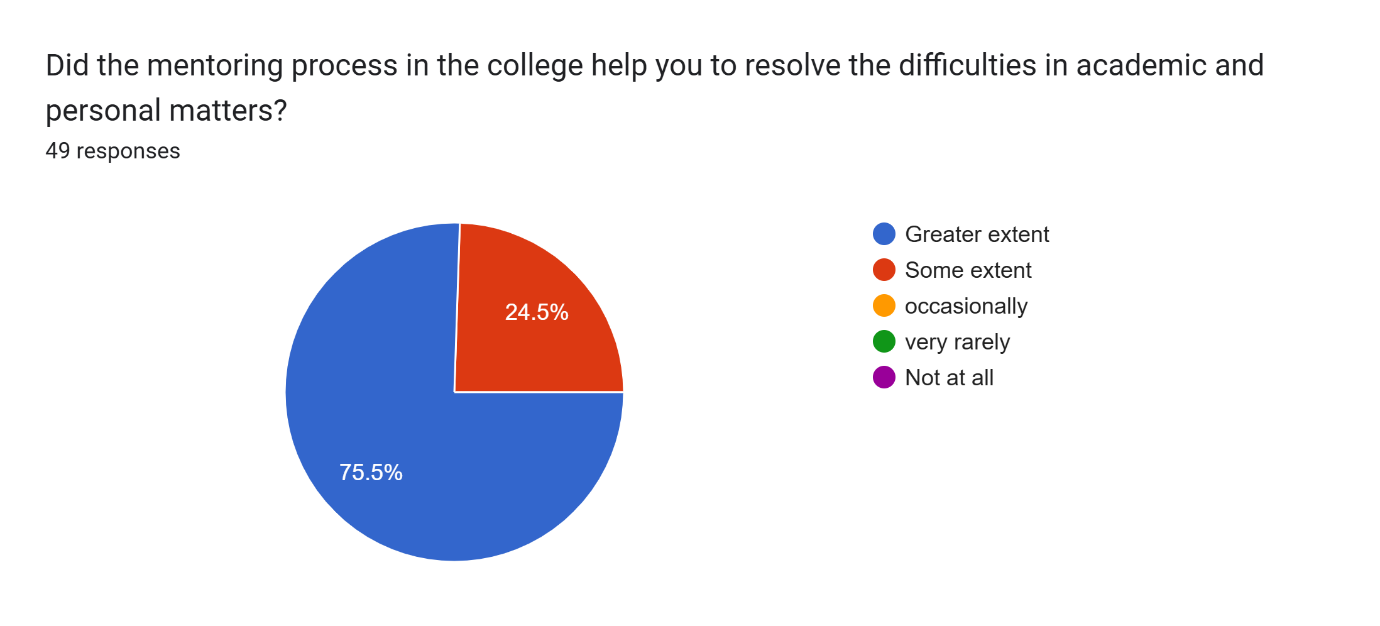 Did the mentoring process in the college help you to resolve the difficulties in academic and
personal matters?
49 responses
Greater extent
Some extent
occasionally
very rarely
Not at all
24.5%
75.5%